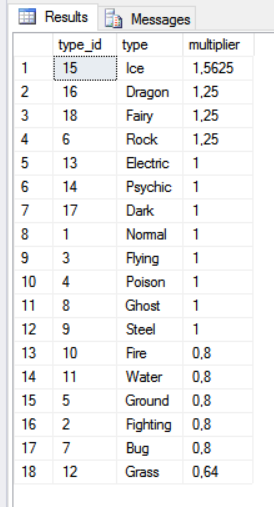 Results Messages
type_id type multiplier
1 15 Ice 1,5625
2 16 Dragon 1,25
3 18 Fairy 1,25
4 6 Rock 1,25
5 13 Electric 1
6 14 Psychic 1
7 17 Dark 1
8 1 Normal 1
9 3 Flying 1
10 4 Poison 1
11 8 Ghost 1
12 9 Steel 1
13 10 Fire 0,8
14 11 Water 0,8
15 5 Ground 0,8
16 2 Fighting 0,8
17 7 Bug 0,8
18 12 Grass 0,64